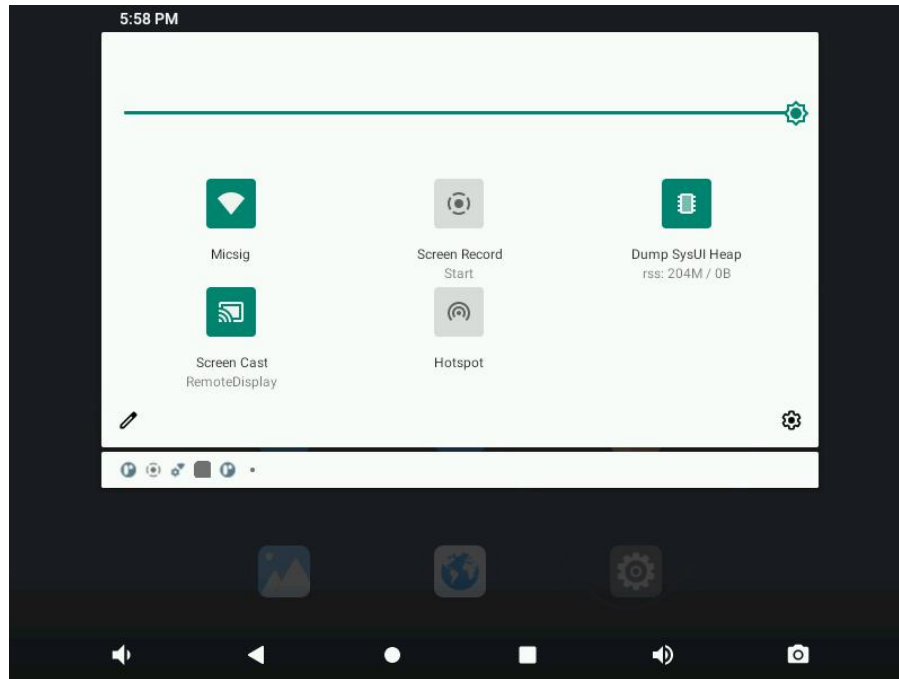 5:58 PM
Micsig
Screen Record
Start
Dump SysUI Heap
rss: 204M / 0B
Screen Cast
RemoteDisplay
Hotspot